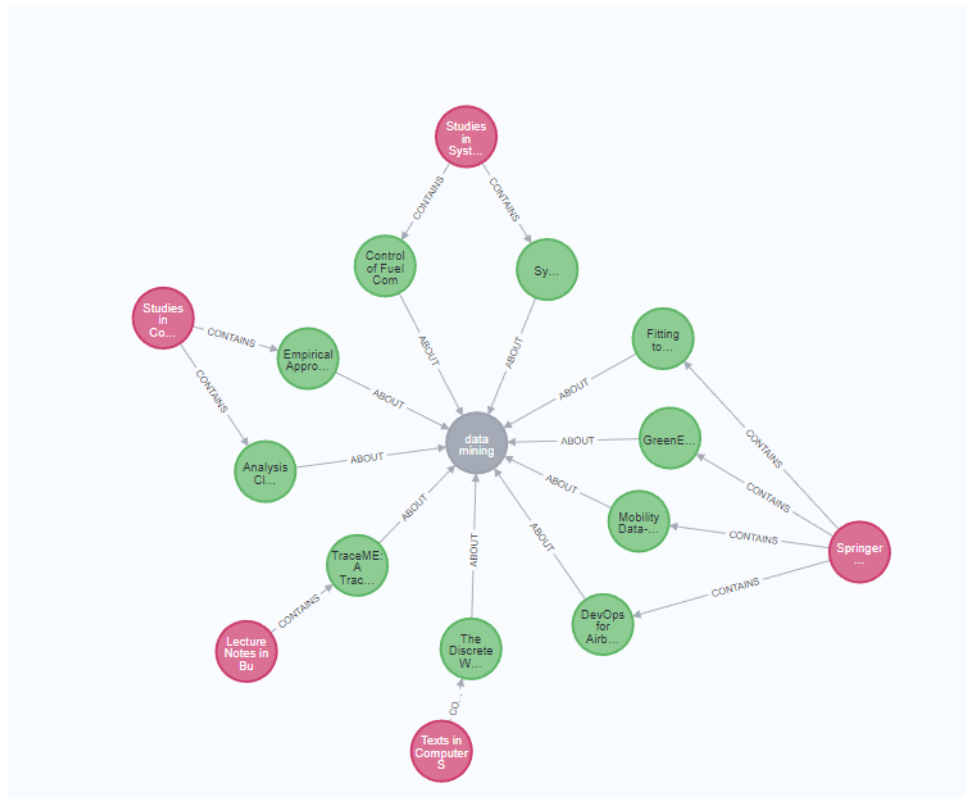 Studies
in
Syst...
CONTAINS
CONTAINS
Control
of Fuel
Com
Sy...
Studies
in
Co...
CONTAINS
CONTAINS
Empirical
Appro...
ABOUT
ABOUT
ABOUT
Fitting
to...
ABOUT
CONTAINS
data
mining
ABOUT
GreenE...
CONTAINS
Analysis
Cl...
ABOUT
ABOUT
Mobility
Data-...
CONTAINS
Springer
...
TraceME:
A
Trac...
ABOUT
ABOUT
ABOUT
CONTAINS
DevOps
for
Airb...
CONTAINS
Lecture
Notes in
Bu
The
Discrete
W...
CO...
Texts in
Computer
S